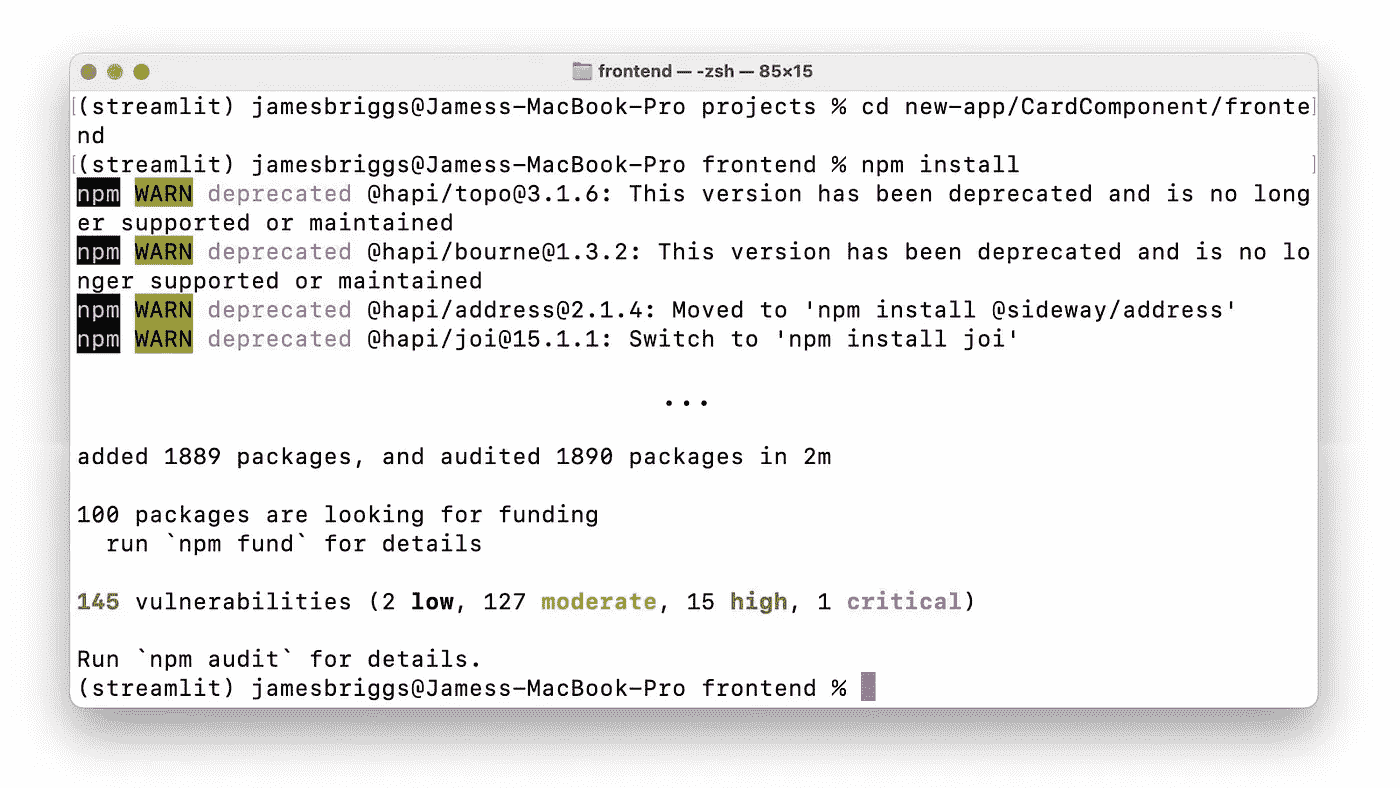 frontend — -zsh — 85×15
(streamlit) jamesbriggs@Jamess-MacBook-Pro projects % cd new-app/CardComponent/fronte
nd
(streamlit) jamesbriggs@Jamess-MacBook-Pro frontend % npm install
npm WARN deprecated @hapi/topo@3.1.6: This version has been deprecated and is no long
er supported or maintained
npm WARN deprecated @hapi/bourne@1.3.2: This version has been deprecated and is no lo
nger supported or maintained
npm WARN deprecated @hapi/address@2.1.4: Moved to 'npm install @sideway/address'
npm WARN deprecated @hapi/joi@15.1.1: Switch to 'npm install joi'
...
added 1889 packages, and audited 1890 packages in 2m
100 packages are looking for funding
run `npm fund` for details
145 vulnerabilities (2 low, 127 moderate, 15 high, 1 critical)
Run `npm audit` for details.
(streamlit) jamesbriggs@Jamess-MacBook-Pro frontend %